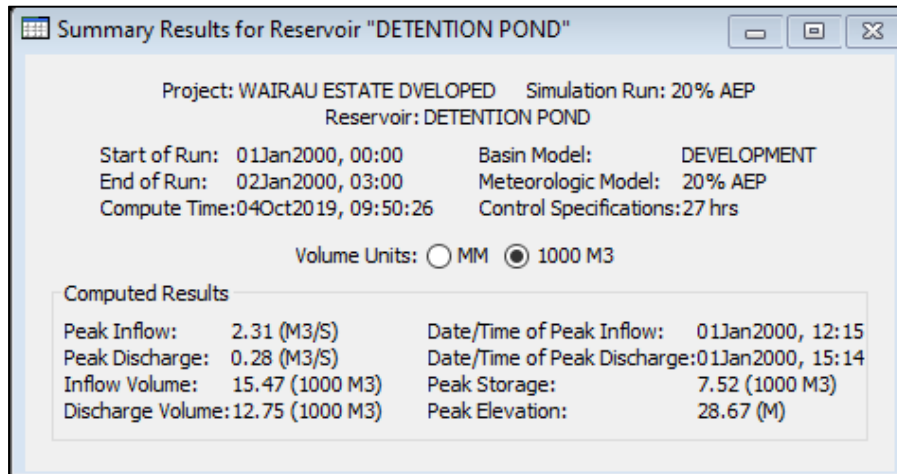 Summary Results for Reservoir "DETENTION POND"
Project: WAIRAU ESTATE DVELOPED Simulation Run: 20% AEP
Reservoir: DETENTION POND
Start of Run: 01Jan2000, 00:00 Basin Model: DEVELOPMENT
End of Run: 02Jan2000, 03:00 Meteorologic Model: 20% AEP
Compute Time:04Oct2019, 09:50:26 Control Specifications:27 hrs
Volume Units: MM 1000 M3
Computed Results
Peak Inflow: 2.31 (M3/S) Date/Time of Peak Inflow: 01Jan2000, 12:15
Peak Discharge: 0.28 (M3/S) Date/Time of Peak Discharge:01Jan2000, 15:14
Inflow Volume: 15.47 (1000 M3) Peak Storage: 7.52 (1000 M3)
Discharge Volume:12.75 (1000 M3) Peak Elevation: 28.67 (M)